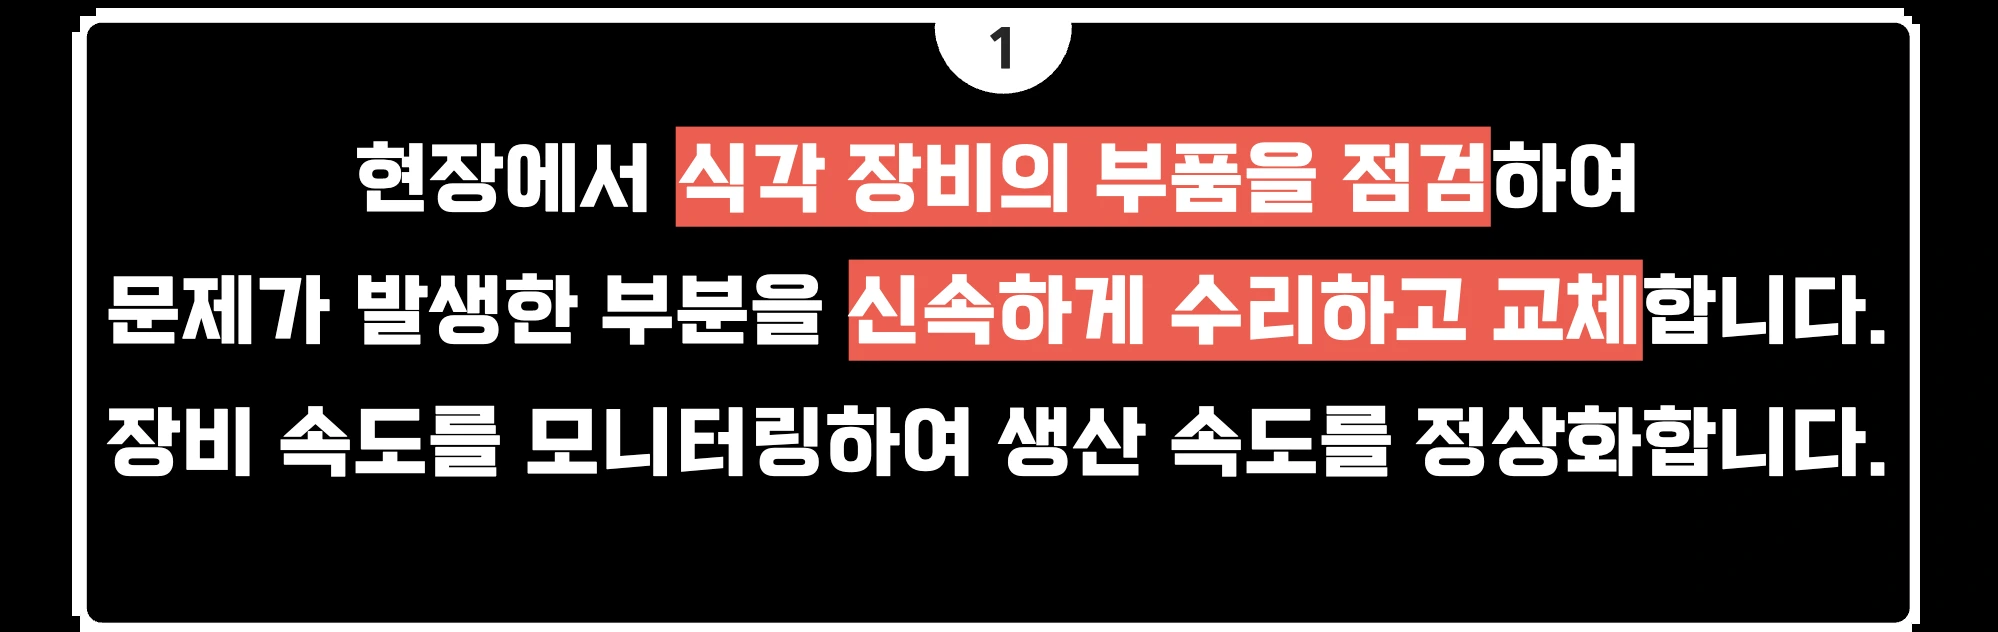 1
현장에서 식각 장비의 부품을 점검하여
문제가 발생한 부분을 신속하게 수리하고 교체합니다.
장비 속도를 모니터링하여 생산 속도를 정상화합니다.